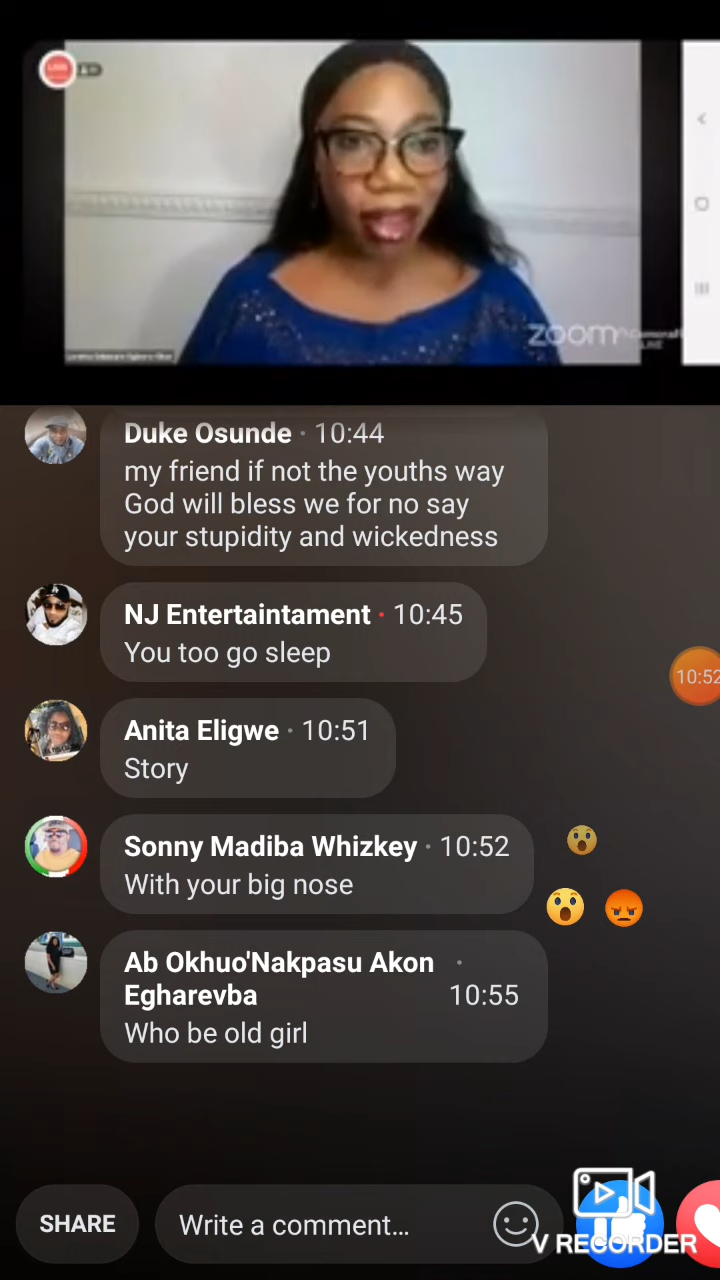 LIVE
zoom
Duke Osunde · 10:44
my friend if not the youths way
God will bless we for no say
your stupidity and wickedness
NJ Entertaintament · 10:45
You too go sleep
10:52
Anita Eligwe · 10:51
Story
Sonny Madiba Whizkey · 10:52
With your big nose
Ab Okhuo'Nakpasu Akon ·
Egharevba 10:55
Who be old girl
SHARE
Write a comment...
V RECORDER